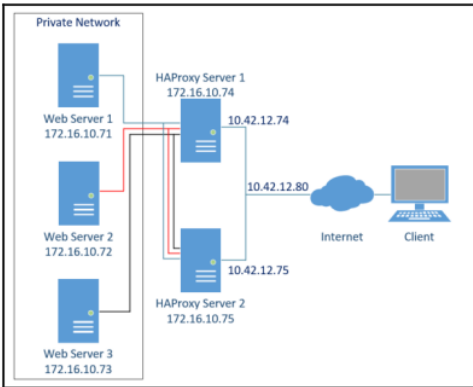 Private Network
Web Server 1
172.16.10.71
Web Server 2
172.16.10.72
Web Server 3
172.16.10.73
HAProxy Server 1
172.16.10.74
10.42.12.74
10.42.12.80
10.42.12.75
HAProxy Server 2
172.16.10.75
Internet
Client